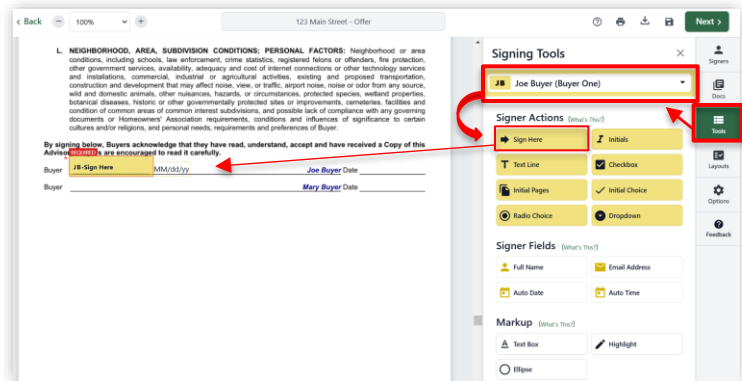 < Back
100%
123 Main Street - Offer
Next >
L. NEIGHBORHOOD, AREA, SUBDIVISION CONDITIONS; PERSONAL FACTORS: Neighborhood or area
conditions, including schools, law enforcement, crime statistics, registered felons or offenders, fire protection,
other government services, availability, adequacy and cost of internet connections or other technology services
and installations, commercial, industrial or agricultural activities, existing and proposed transportation,
construction and development that may affect noise, view, or traffic, airport noise, noise or odor from any source,
wild and domestic animals, other nuisances, hazards, or circumstances, protected species, wetland properties,
botanical diseases, historic or other governmentally protected sites or improvements, cemeteries, facilities and
condition of common areas of common interest subdivisions, and possible lack of compliance with any governing
documents or Homeowners' Association requirements, conditions and influences of significance to certain
cultures and/or religions, and personal needs, requirements and preferences of Buyer.
By signing below, Buyers acknowledge that they have read, understand, accept and have received a Copy of this
REQUIRED
are encouraged to read it carefully.
Buyer JB-Sign Here MM/dd/yy Joe Buyer Date
Buyer Mary Buyer Date
Signing Tools
JB Joe Buyer (Buyer One)
Signer Actions (What's This?)
Sign Here
Initials
Text Line
Checkbox
Initial Pages
Initial Choice
Radio Choice
Dropdown
Signer Fields (What's This?)
Full Name
Email Address
Auto Date
Auto Time
Markup (What's This?)
Text Box
Highlight
Ellipse
Signers
Docs
Tools
Layouts
Options
Feedback